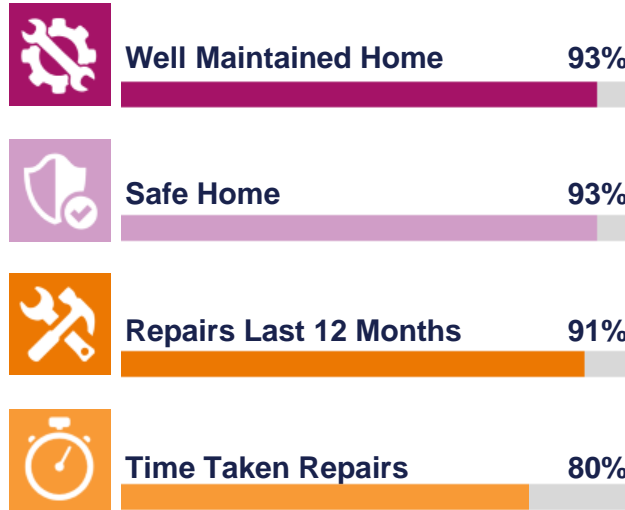 Well Maintained Home 93%
Safe Home 93%
Repairs Last 12 Months 91%
Time Taken Repairs 80%